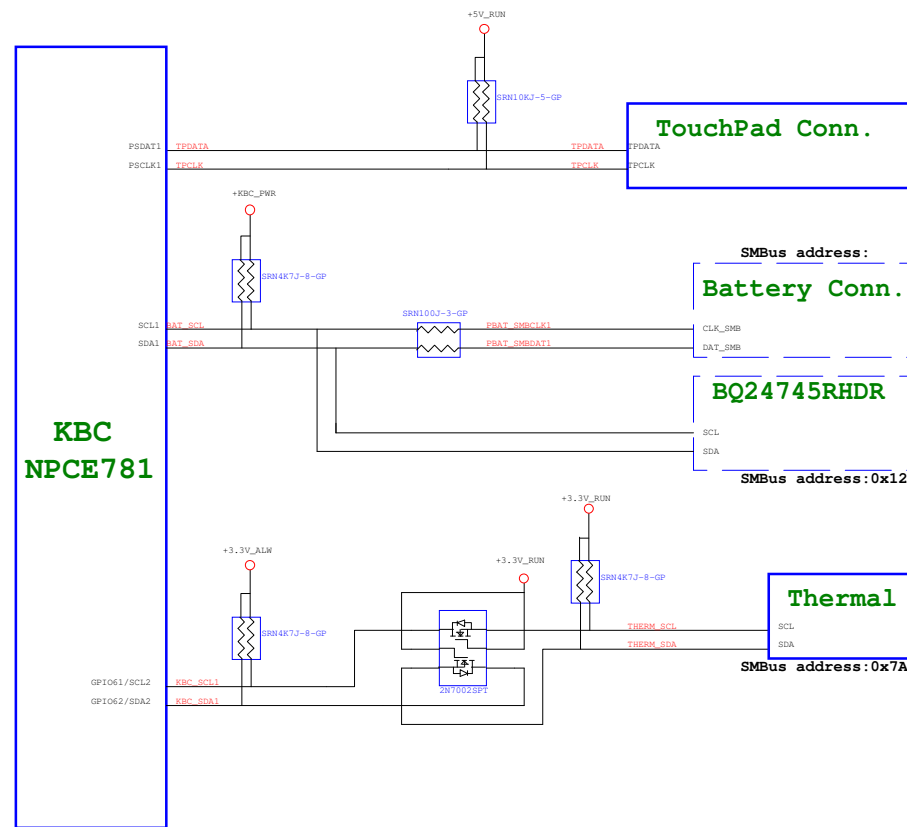 +5V_RUN
SRN10KJ-5-GP
TouchPad Conn.
PSDAT1 TPDATA TPDATA TPDATA
PSCLK1 TPCLK TPCLK TPCLK
+KBC_PWR
SRN4K7J-8-GP
SMBus address:
Battery Conn.
SRN100J-3-GP
SCL1 BAT_SCL PBAT_SMBCLK1 CLK_SMB
SDA1 BAT_SDA PBAT_SMBDAT1 DAT_SMB
BQ24745RHDR
SCL
SDA
SMBus address:0x12
KBC
NPCE781
+3.3V_RUN
+3.3V_ALW
+3.3V_RUN
SRN4K7J-8-GP
Thermal
SRN4K7J-8-GP
THERM_SCL SCL
THERM_SDA SDA
SMBus address:0x7A
GPIO61/SCL2 KBC_SCL1
2N7002SPT
GPIO62/SDA2 KBC_SDA1